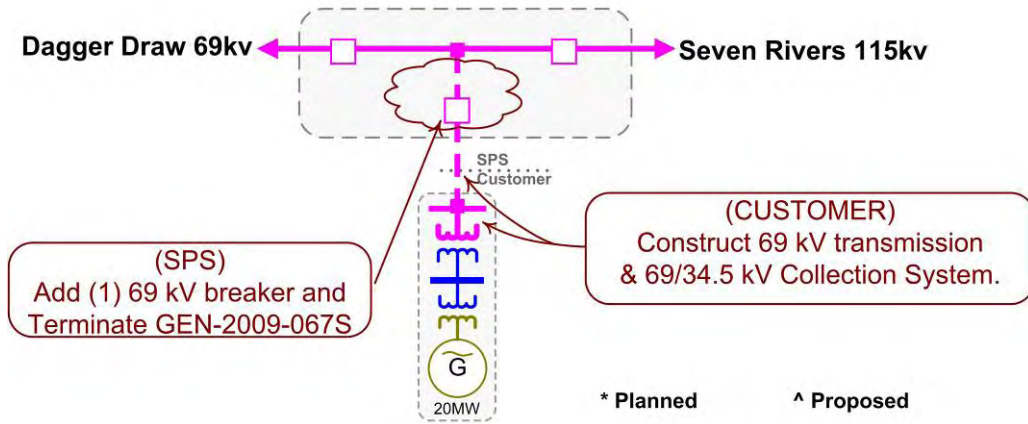 Dagger Draw 69kv
Seven Rivers 115kv
SPS
Customer
(SPS)
Add (1) 69 kV breaker and
Terminate GEN-2009-067S
(CUSTOMER)
Construct 69 kV transmission
& 69/34.5 kV Collection System.
G
20MW
* Planned
^ Proposed